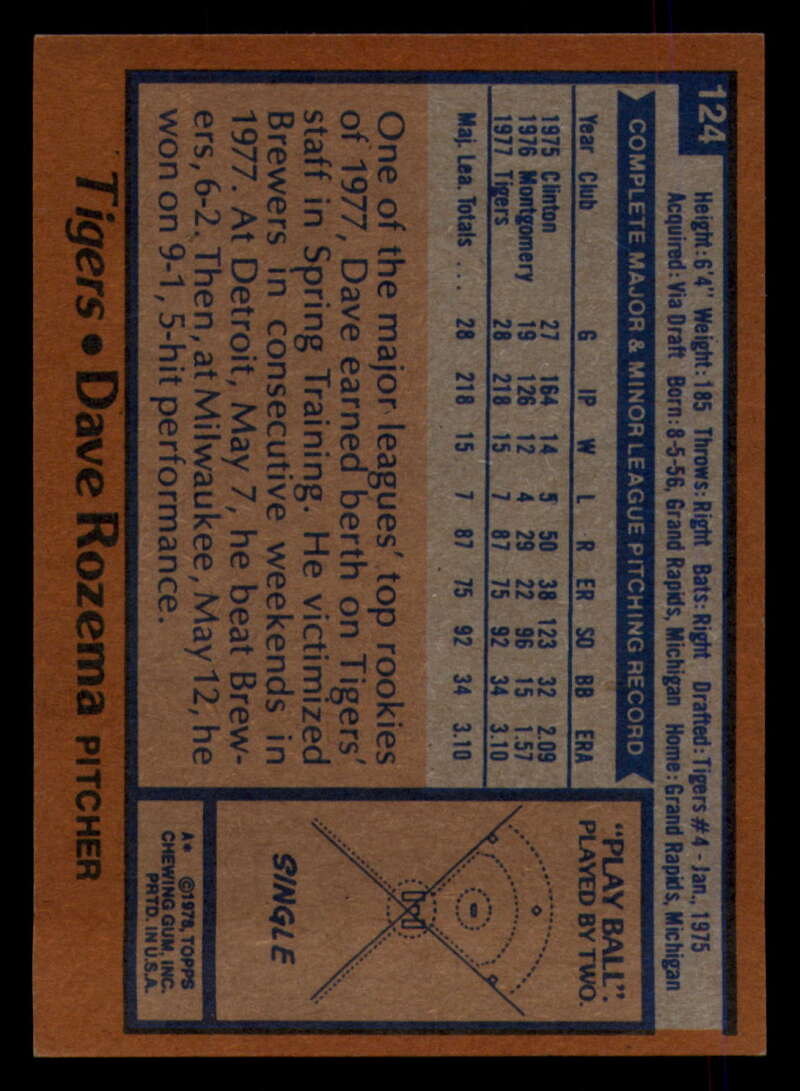 124
Height: 6'4" Weight: 185 Throws: Right Bats: Right Drafted: Tigers #4 - Jan., 1975
Acquired: Via Draft Born: 8-5-56, Grand Rapids, Michigan Home: Grand Rapids, Michigan
COMPLETE MAJOR & MINOR LEAGUE PITCHING RECORD
Year Club G IP W L R ER SO BB ERA
1975 Clinton 27 164 14 5 50 38 123 32 2.09
1976 Montgomery 19 126 12 4 29 22 96 15 1.57
1977 Tigers 28 218 15 7 87 75 92 34 3.10
Maj. Lea. Totals ... 28 218 15 7 87 75 92 34 3.10
One of the major leagues' top rookies
of 1977, Dave earned berth on Tigers'
staff in Spring Training. He victimized
Brewers in consecutive weekends in
1977. At Detroit, May 7, he beat Brew-
ers, 6-2. Then, at Milwaukee, May 12, he
won on 9-1, 5-hit performance.
"PLAY BALL":
PLAYED BY TWO.
SINGLE
A* ©1978, TOPPS
CHEWING GUM, INC.
PRTD. IN U.S.A.
Tigers • Dave Rozema PITCHER